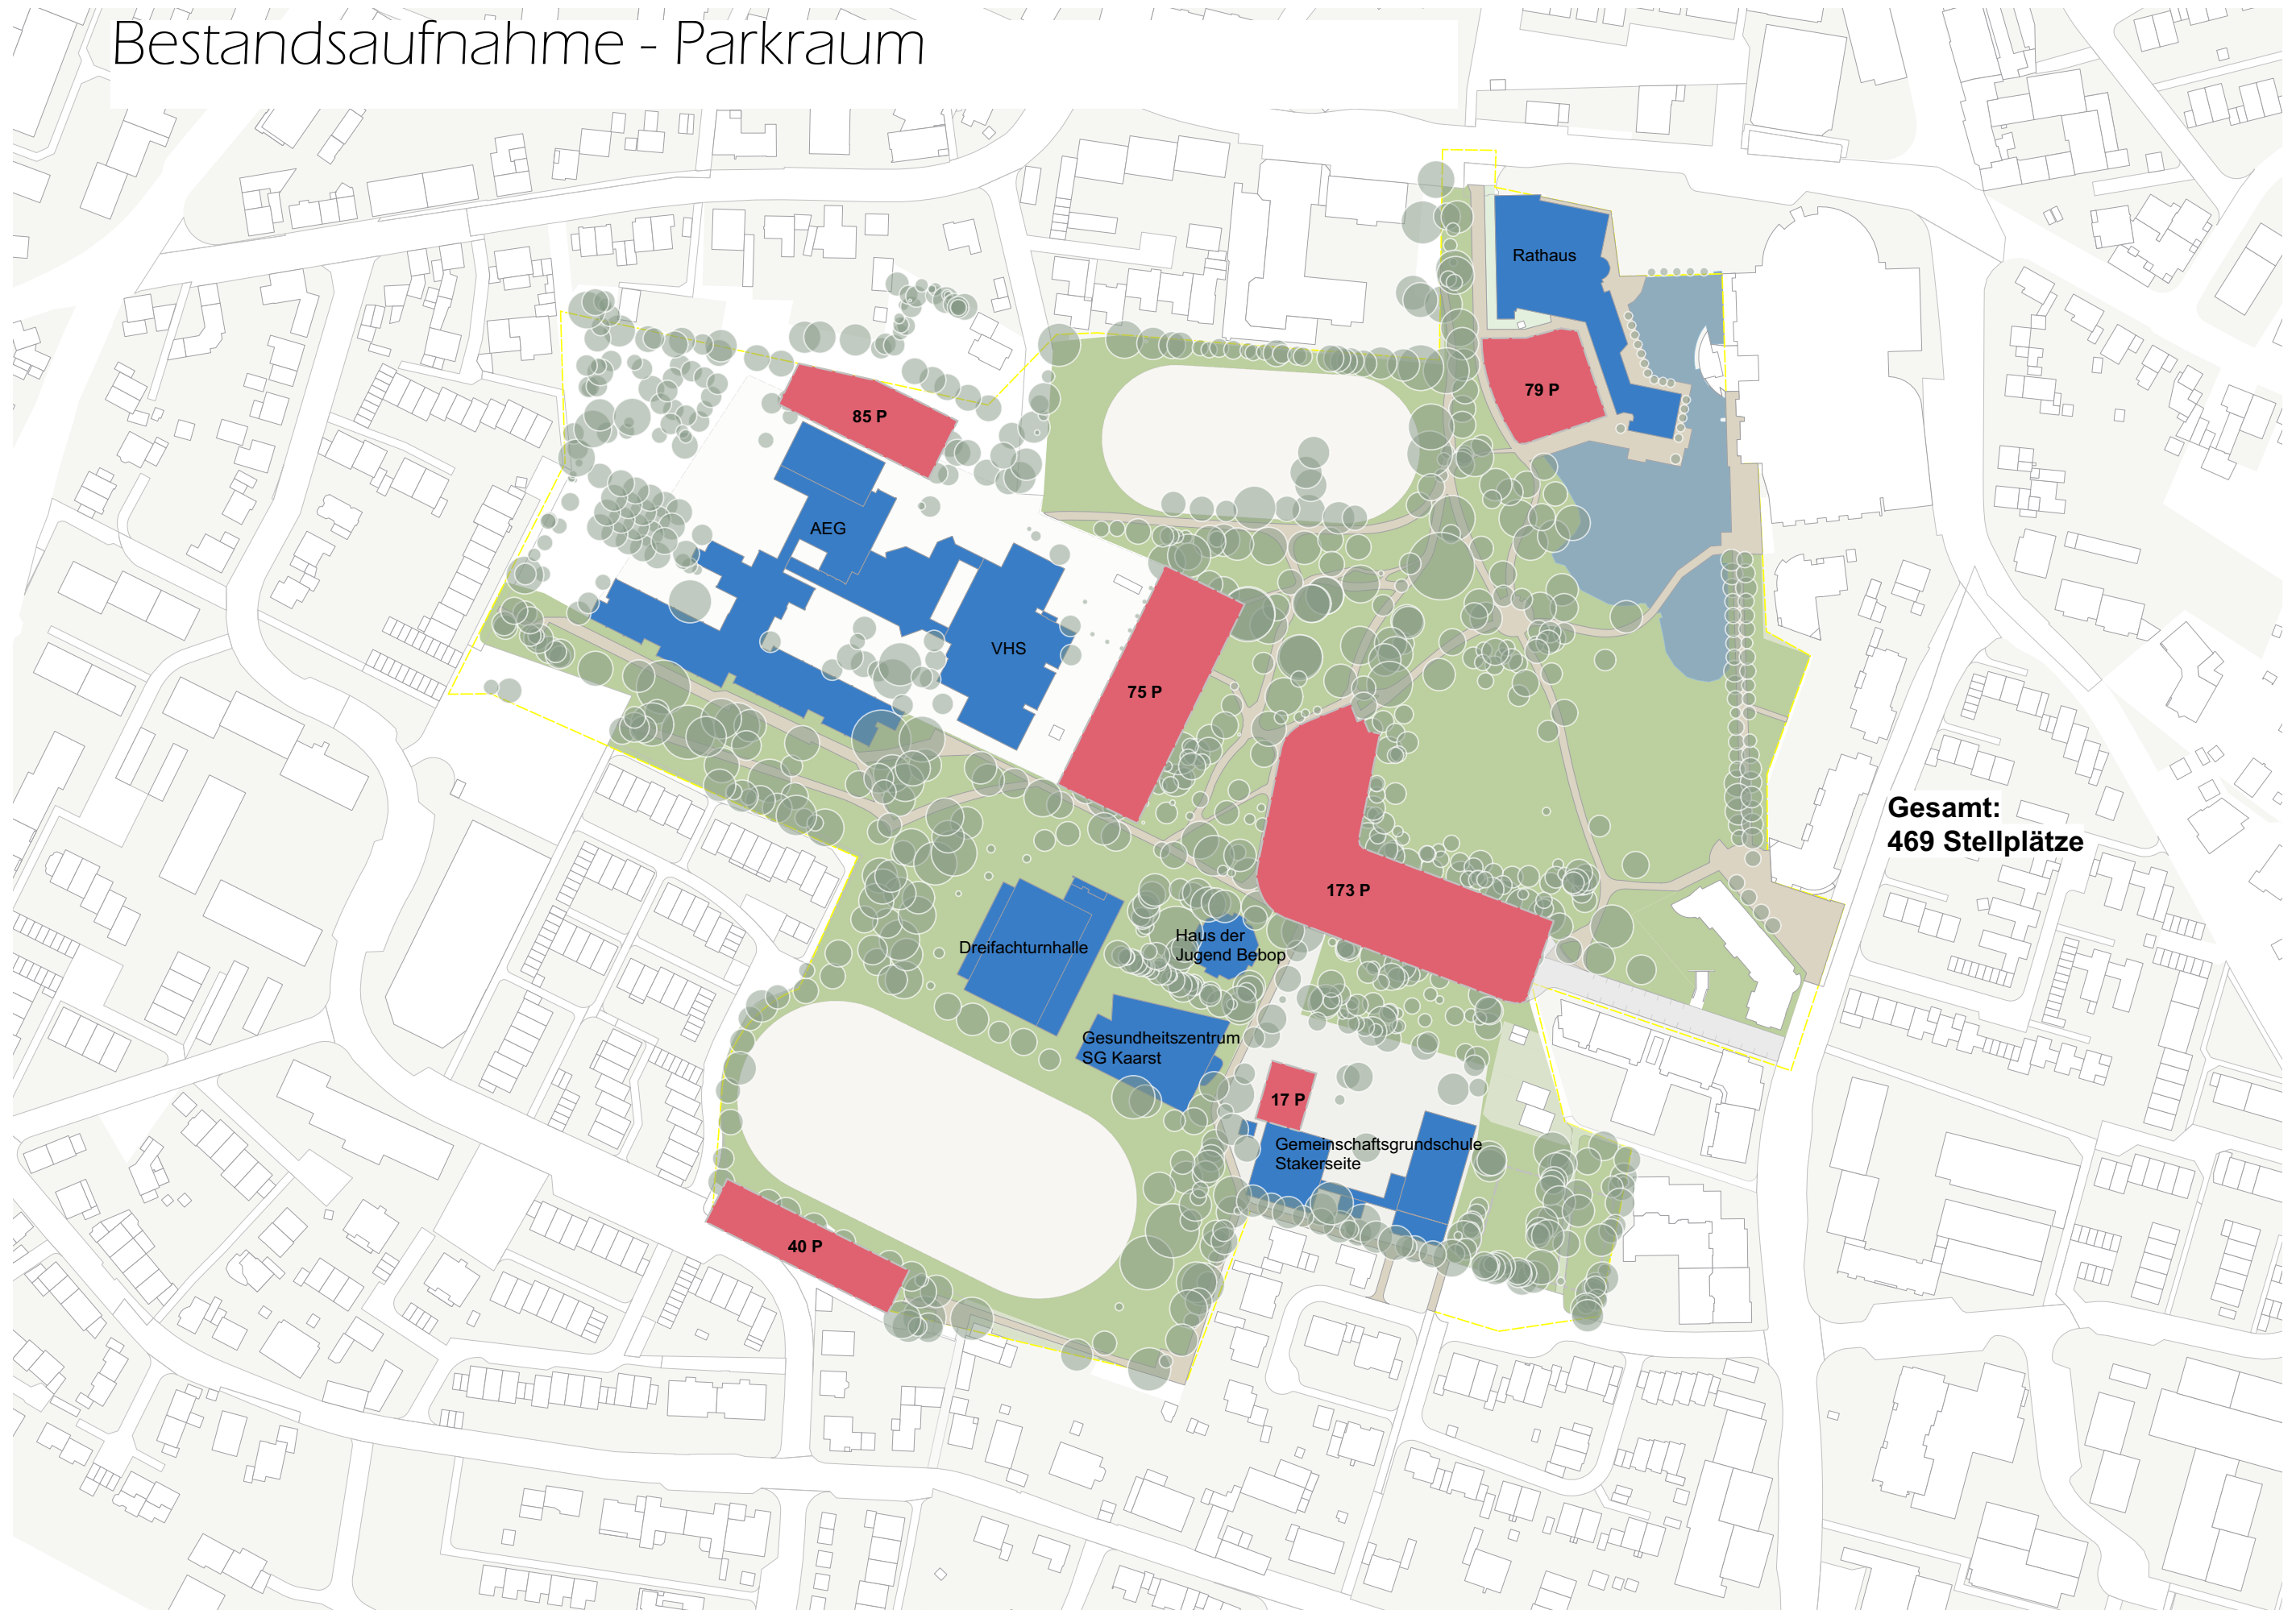 Bestandsaufnahme - Parkraum
Rathaus
79 P
85 P
AEG
VHS
75 P
Gesamt:
469 Stellplätze
173 P
Haus der
Jugend Bebop
Dreifachturnhalle
Gesundheitszentrum
SG Kaarst
17 P
Gemeinschaftsgrundschule
Stakerseite
40 P